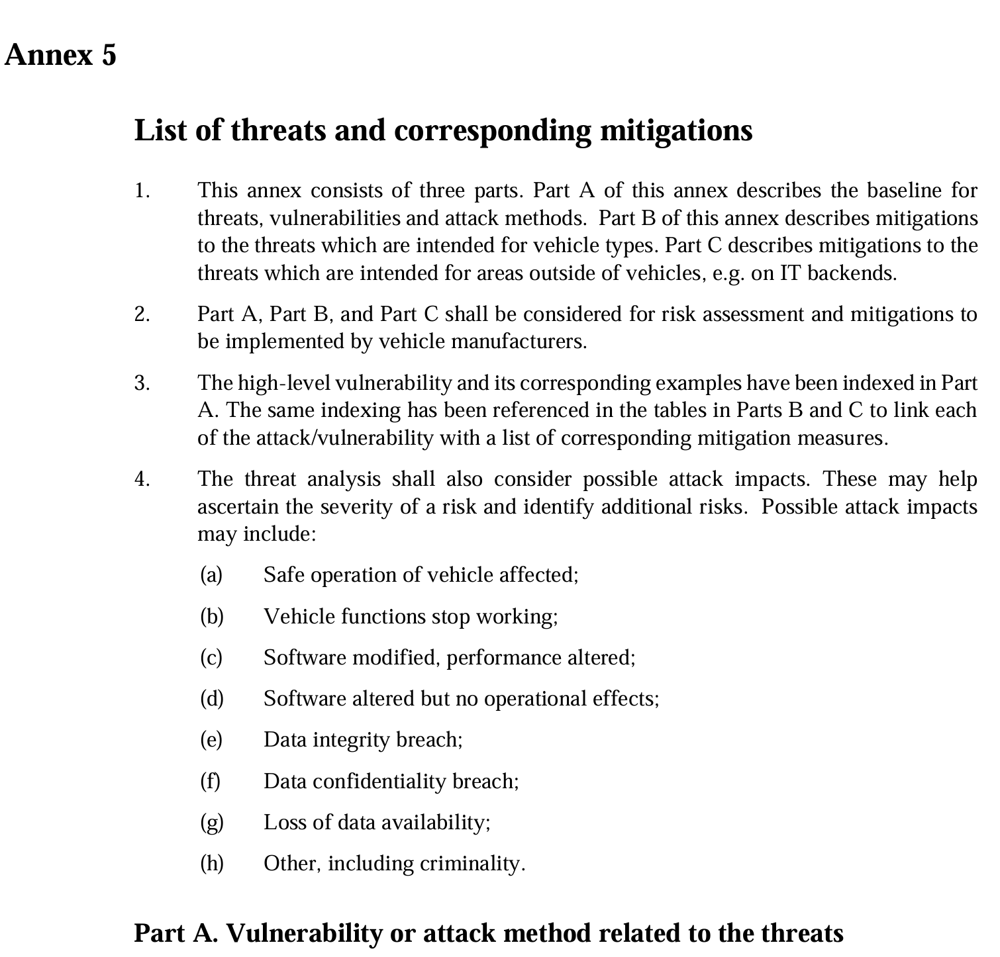 Annex 5
List of threats and corresponding mitigations
1. This annex consists of three parts. Part A of this annex describes the baseline for
threats, vulnerabilities and attack methods.  Part B of this annex describes mitigations
to the threats which are intended for vehicle types. Part C describes mitigations to the
threats which are intended for areas outside of vehicles, e.g. on IT backends.
2. Part A, Part B, and Part C shall be considered for risk assessment and mitigations to
be implemented by vehicle manufacturers.
3. The high-level vulnerability and its corresponding examples have been indexed in Part
A. The same indexing has been referenced in the tables in Parts B and C to link each
of the attack/vulnerability with a list of corresponding mitigation measures.
4. The threat analysis shall also consider possible attack impacts. These may help
ascertain the severity of a risk and identify additional risks.  Possible attack impacts
may include:
(a) Safe operation of vehicle affected;
(b) Vehicle functions stop working;
(c) Software modified, performance altered;
(d) Software altered but no operational effects;
(e) Data integrity breach;
(f) Data confidentiality breach;
(g) Loss of data availability;
(h) Other, including criminality.
Part A. Vulnerability or attack method related to the threats